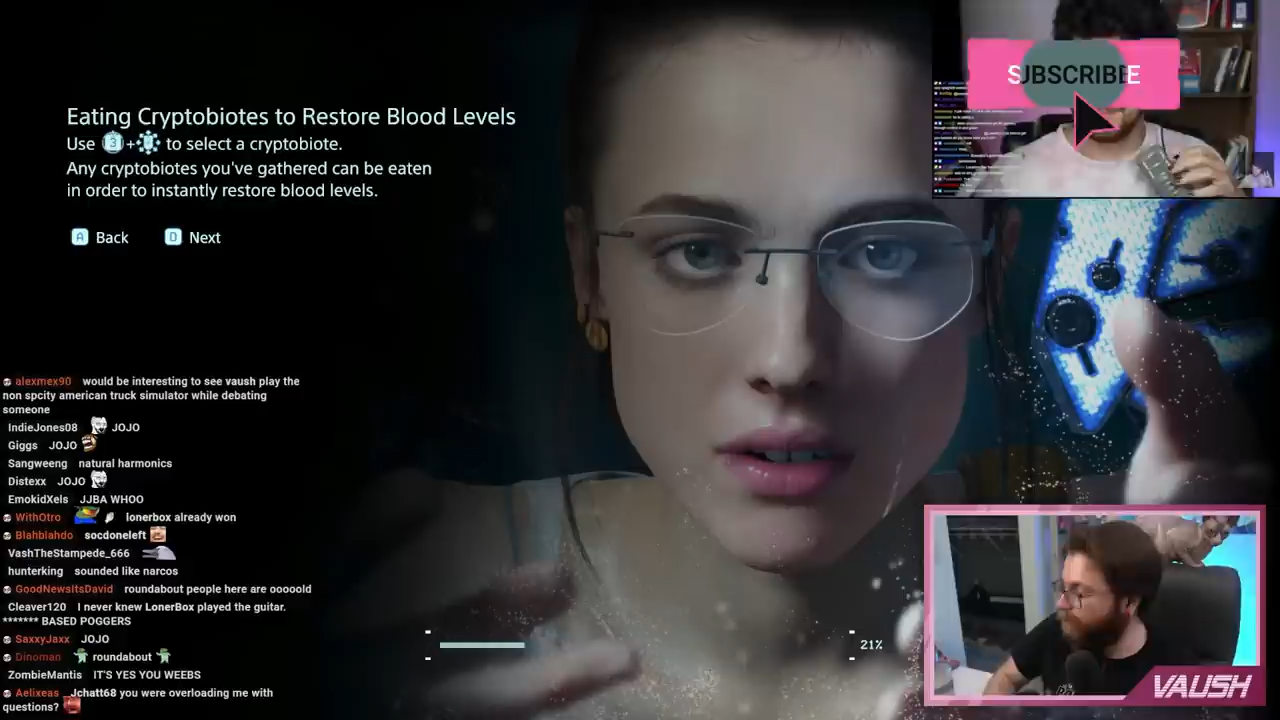 SUBSCRIBE
Eating Cryptobiotes to Restore Blood Levels
Use 3 + to select a cryptobiote.
Any cryptobiotes you've gathered can be eaten
in order to instantly restore blood levels.
A Back D Next
alexmex90 would be interesting to see vaush play the
non spcity american truck simulator while debating
someone
IndieJones08 JOJO
Giggs JOJO
Sangweeng natural harmonics
Distexx JOJO
EmokidXels JJBA WHOO
WithOtro lonerbox already won
Blahblahdo socdoneleft
VashTheStampede_666
hunterking sounded like narcos
GoodNewsItsDavid roundabout people here are ooooold
Cleaver120 I never knew LonerBox played the guitar.
******* BASED POGGERS
SaxxyJaxx JOJO
Dinoman roundabout
ZombieMantis IT'S YES YOU WEEBS
Aelixeas Jchatt68 you were overloading me with
questions?
21%
VAUSH